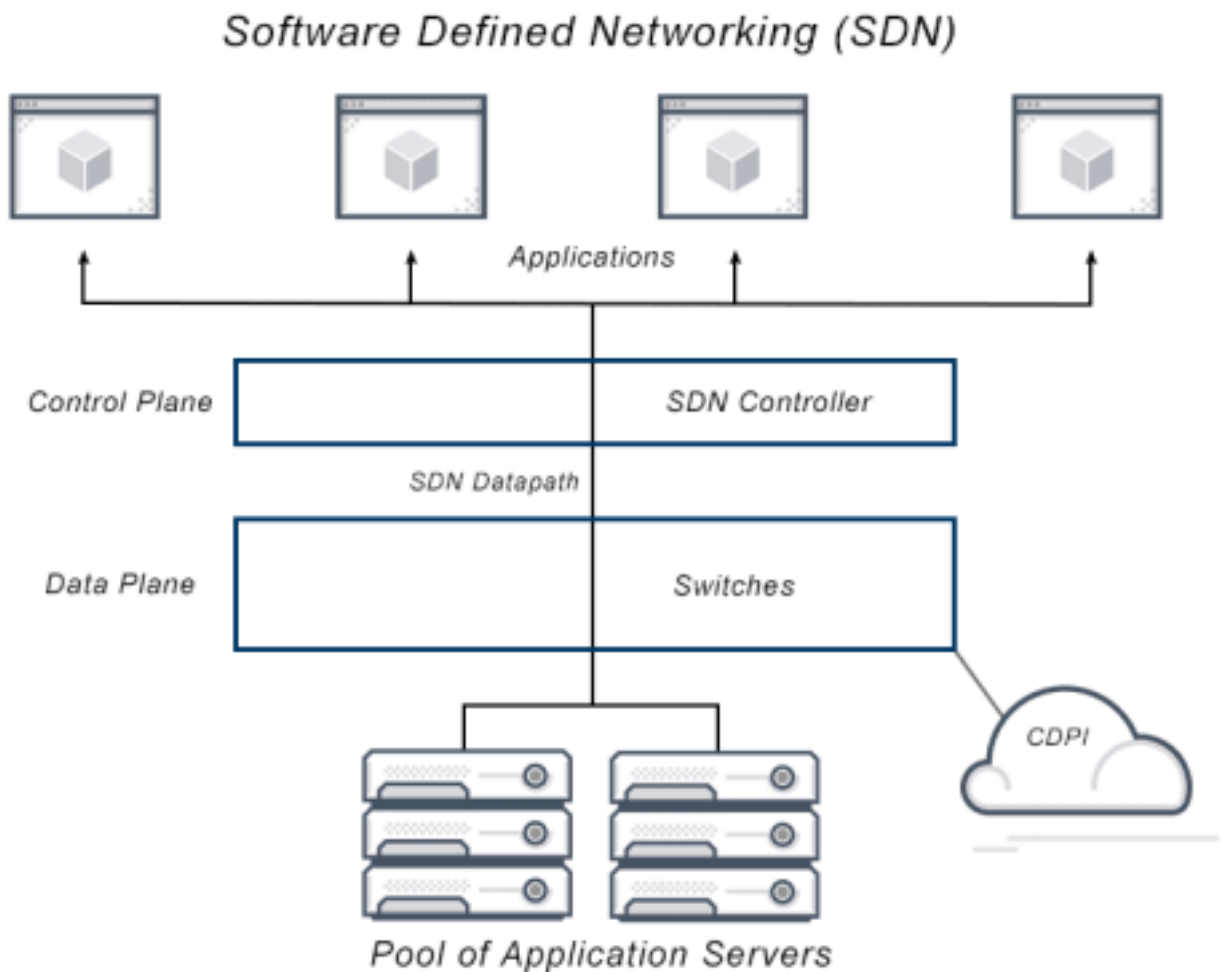 Software Defined Networking (SDN)
Applications
Control Plane
SDN Controller
SDN Datapath
Data Plane
Switches
CDPI
Pool of Application Servers